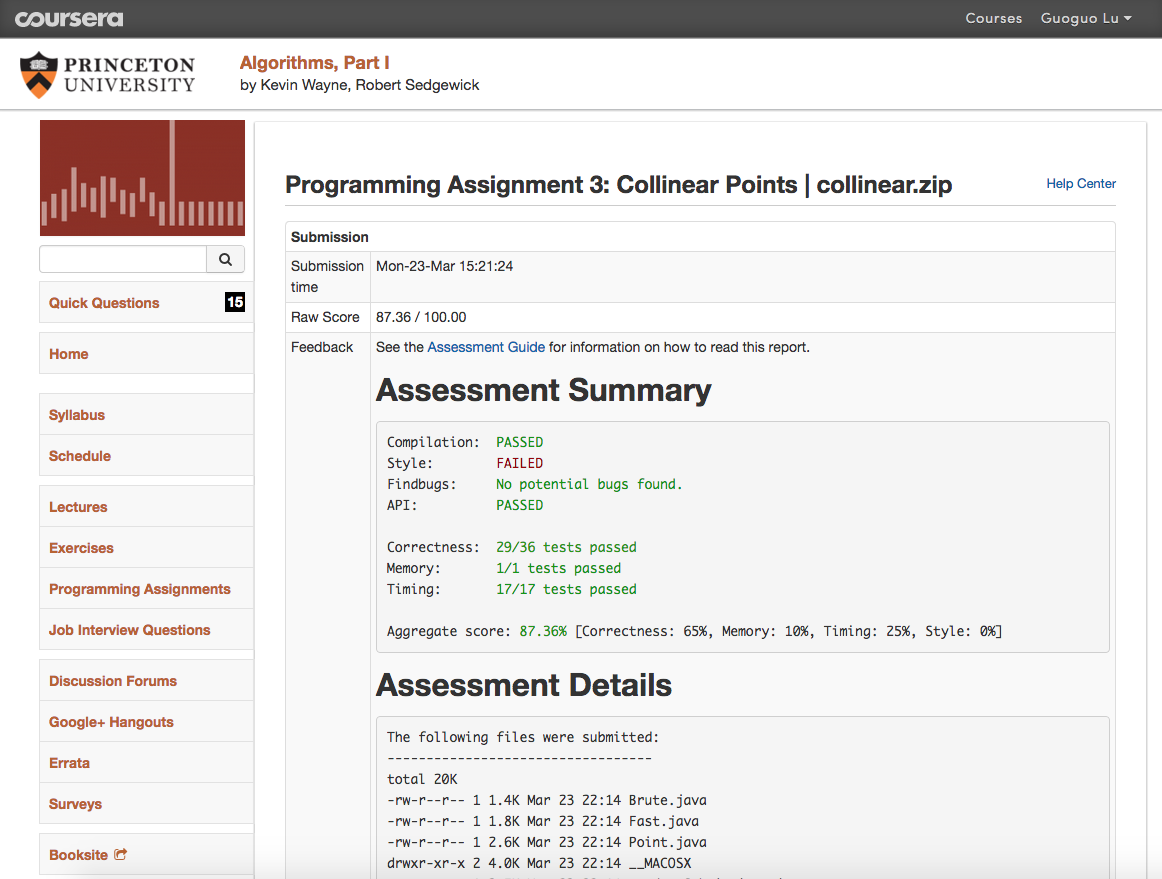 coursera
Courses Guoguo Lu
PRINCETON
UNIVERSITY
Algorithms, Part I
by Kevin Wayne, Robert Sedgewick
Quick Questions 15
Home
Syllabus
Schedule
Lectures
Exercises
Programming Assignments
Job Interview Questions
Discussion Forums
Google+ Hangouts
Errata
Surveys
Booksite
Programming Assignment 3: Collinear Points | collinear.zip
Help Center
Submission
Submission time Mon-23-Mar 15:21:24
Raw Score 87.36 / 100.00
Feedback See the Assessment Guide for information on how to read this report.
Assessment Summary
Compilation: PASSED
Style: FAILED
Findbugs: No potential bugs found.
API: PASSED
Correctness: 29/36 tests passed
Memory: 1/1 tests passed
Timing: 17/17 tests passed
Aggregate score: 87.36% [Correctness: 65%, Memory: 10%, Timing: 25%, Style: 0%]
Assessment Details
The following files were submitted:
----------------------------------
total 20K
-rw-r--r-- 1 1.4K Mar 23 22:14 Brute.java
-rw-r--r-- 1 1.8K Mar 23 22:14 Fast.java
-rw-r--r-- 1 2.6K Mar 23 22:14 Point.java
drwxr-xr-x 2 4.0K Mar 23 22:14 __MACOSX